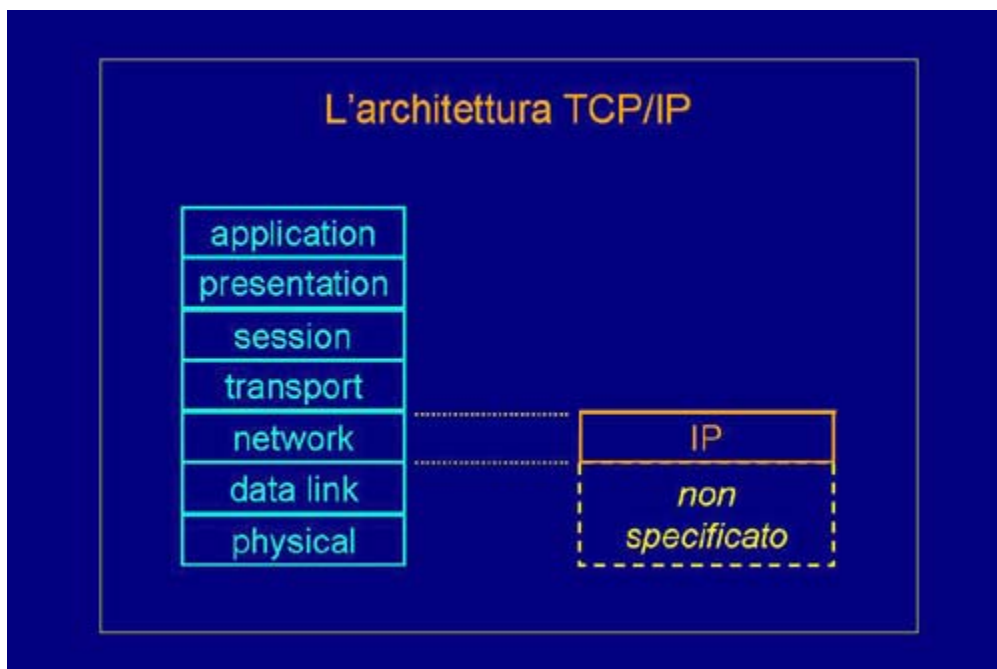 L'architettura TCP/IP
application
presentation
session
transport
network
data link
physical
IP
non
specificato